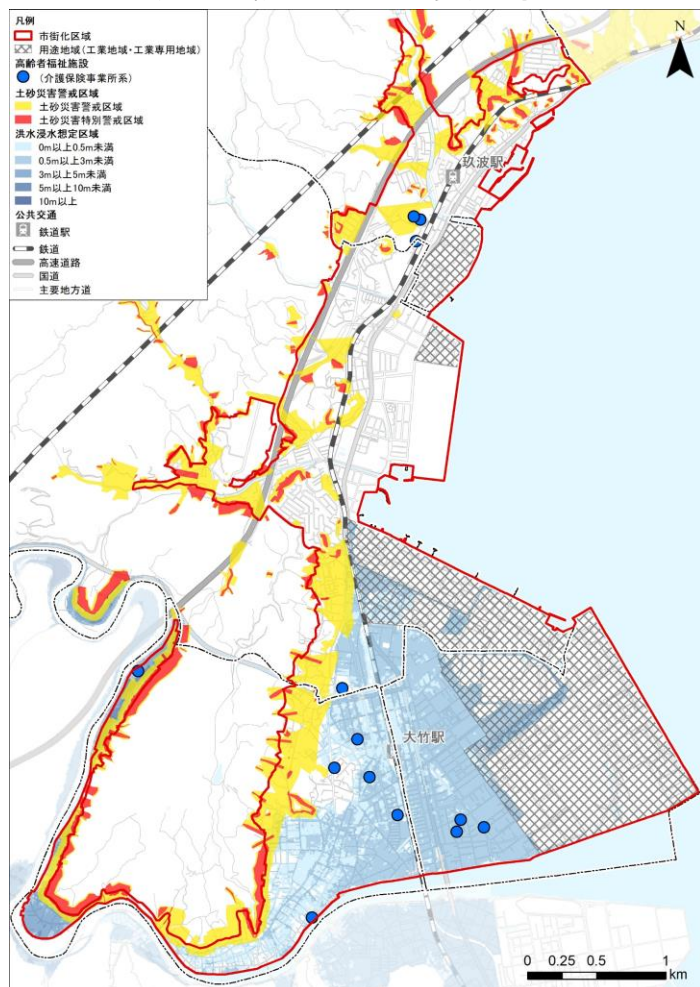 凡例
市街化区域
用途地域(工業地域・工業専用地域)
高齢者福祉施設
(介護保険事業所系)
土砂災害警戒区域
土砂災害警戒区域
土砂災害特別警戒区域
洪水浸水想定区域
0m以上0.5m未満
0.5m以上3m未満
3m以上5m未満
5m以上10m未満
10m以上
公共交通
鉄道駅
鉄道
高速道路
国道
主要地方道
N
玖波駅
大竹駅
0 0.25 0.5 1
km